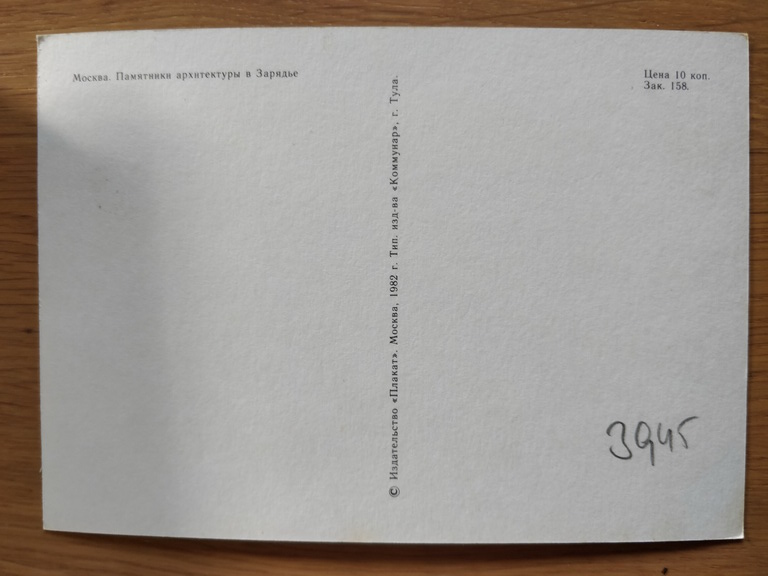 Москва. Памятники архитектуры в Зарядье
© Издательство «Плакат». Москва, 1982 г. Тип. изд-ва «Коммунар», г. Тула.
Цена 10 коп.
Зак. 158.
3945